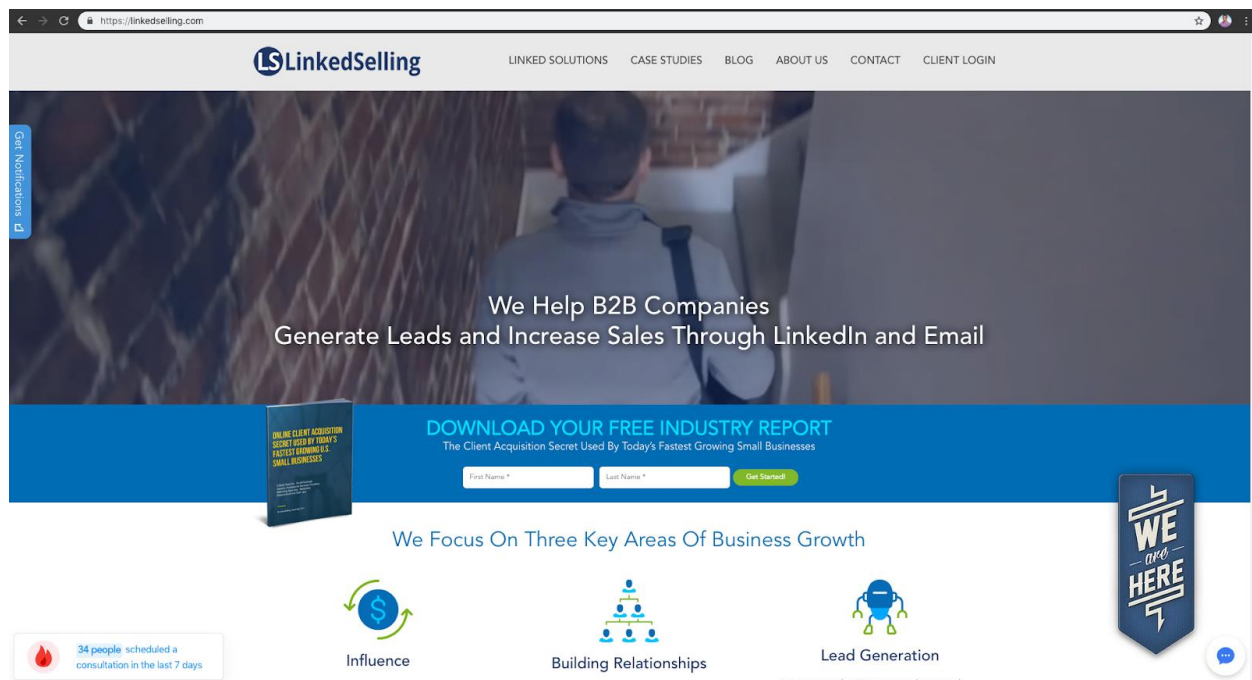 https://linkedselling.com
LS LinkedSelling
LINKED SOLUTIONS CASE STUDIES BLOG ABOUT US CONTACT CLIENT LOGIN
Get Notifications
We Help B2B Companies
Generate Leads and Increase Sales Through LinkedIn and Email
ONLINE CLIENT ACQUISITION
SECRET USED BY TODAY'S
FASTEST GROWING U.S.
SMALL BUSINESSES
DOWNLOAD YOUR FREE INDUSTRY REPORT
The Client Acquisition Secret Used By Today's Fastest Growing Small Businesses
First Name * Last Name * Get Started!
We Focus On Three Key Areas Of Business Growth
$
Influence
Building Relationships
Lead Generation
WE
are
HERE
34 people scheduled a
consultation in the last 7 days